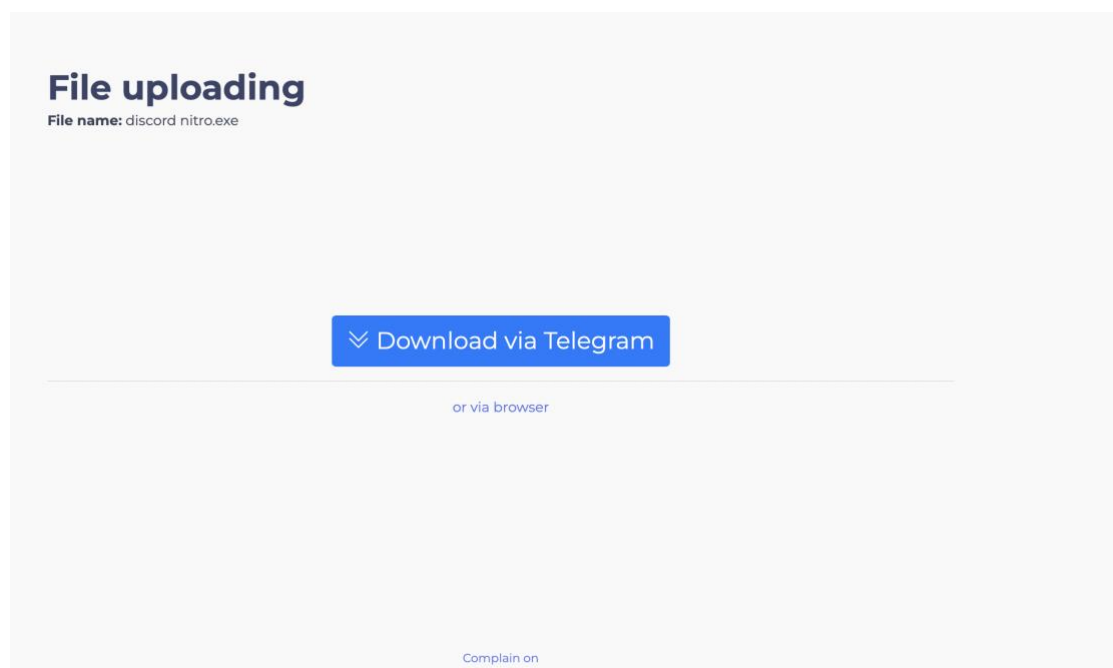 File uploading
File name: discord nitro.exe
Download via Telegram
or via browser
Complain on